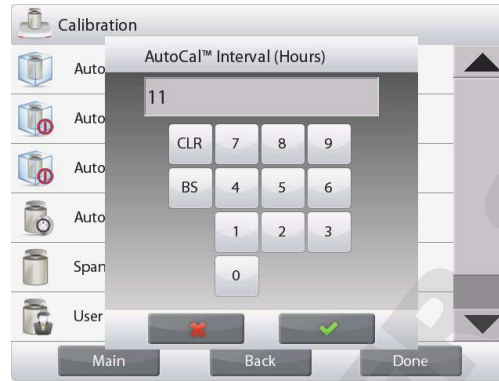 Calibration
AutoCal™ Interval (Hours)
11
Auto
Auto
Auto
Auto
Span
User
CLR 7 8 9
BS 4 5 6
1 2 3
0
Main Back Done